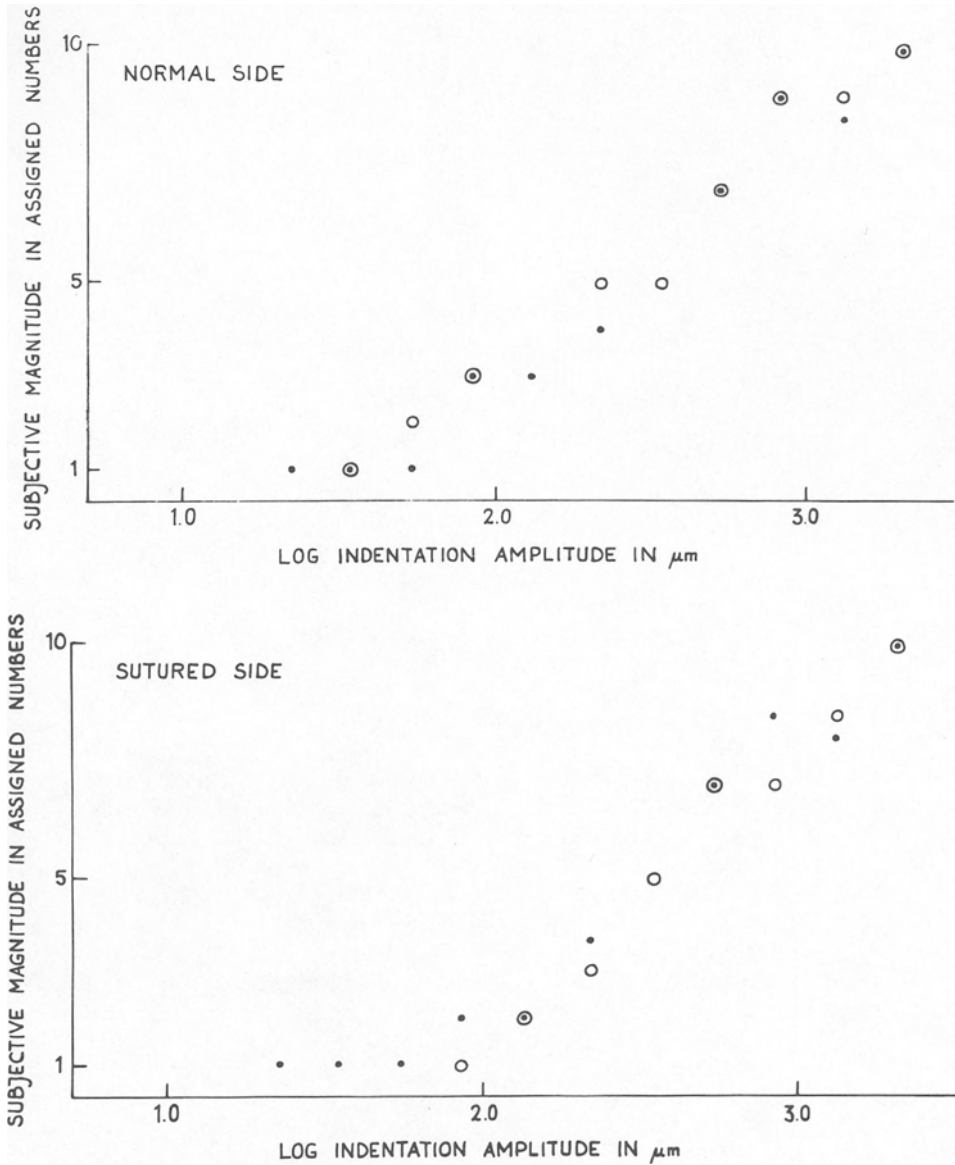 SUBJECTIVE MAGNITUDE IN ASSIGNED NUMBERS
10
NORMAL SIDE
5
1
1.0 2.0 3.0
LOG INDENTATION AMPLITUDE IN μm
SUBJECTIVE MAGNITUDE IN ASSIGNED NUMBERS
10
SUTURED SIDE
5
1
1.0 2.0 3.0
LOG INDENTATION AMPLITUDE IN μm